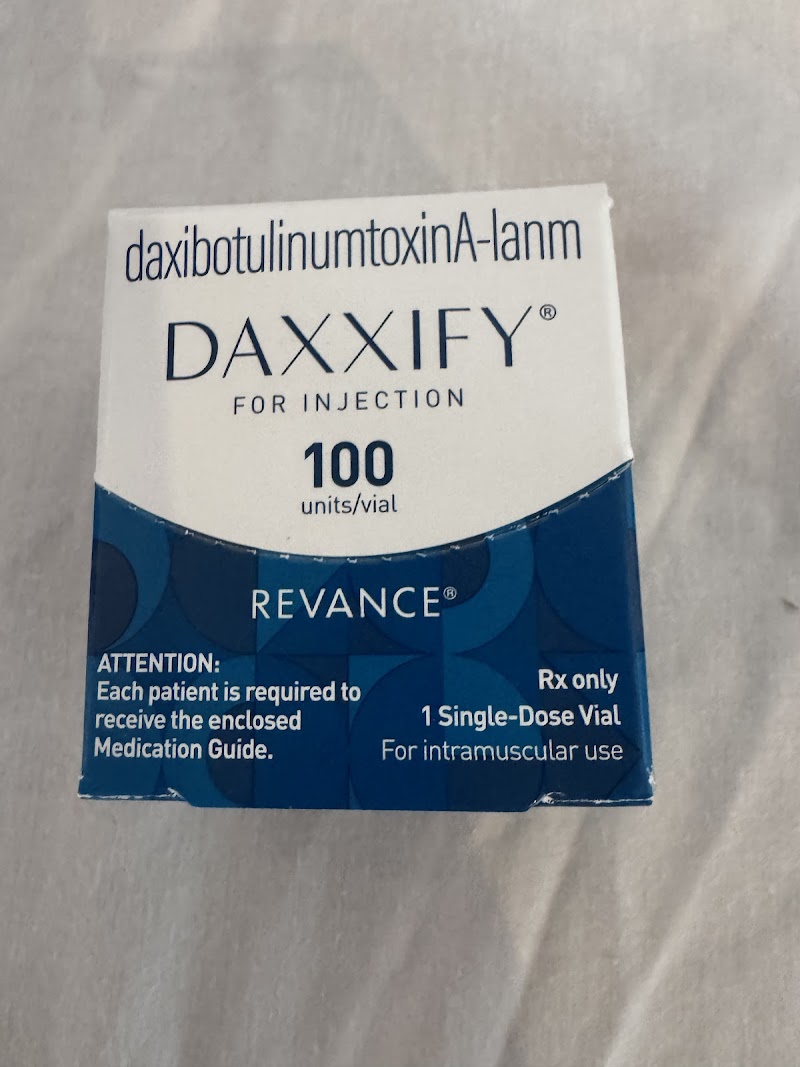 daxibotulinumtoxinA-lanm
DAXXIFY®
FOR INJECTION
100
units/vial
REVANCE®
ATTENTION:
Each patient is required to
receive the enclosed
Medication Guide.
Rx only
1 Single-Dose Vial
For intramuscular use